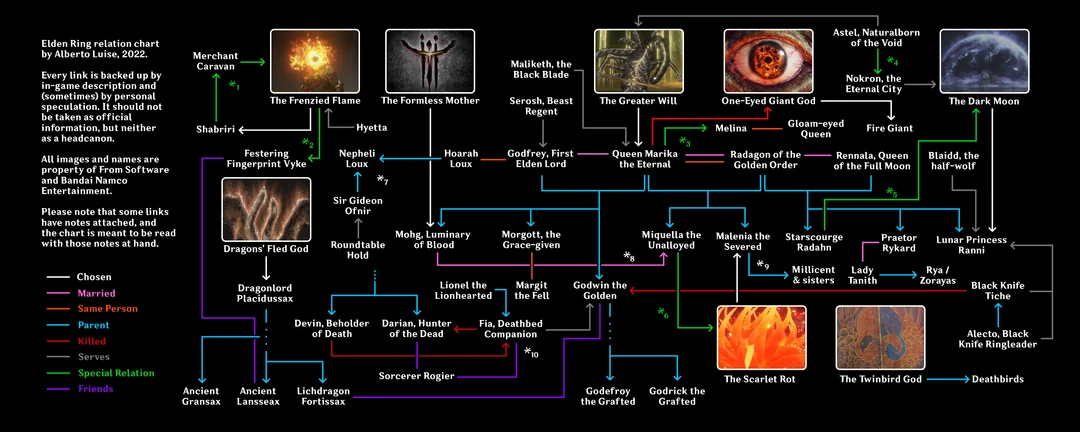 Elden Ring relation chart
by Alberto Luise, 2022.
Every link is backed up by
in-game description and
(sometimes) by personal
speculation. It should not
be taken as official
information, but neither
as a headcanon.
All images and names are
property of From Software
and Bandai Namco
Entertainment.
Please note that some links
have notes attached, and
the chart is meant to be read
with those notes at hand.
Chosen
Married
Same Person
Parent
Killed
Serves
Special Relation
Friends
Merchant
Caravan
*1
Shabriri
The Frenzied Flame
Hyetta
*2
Festering
Fingerprint Vyke
The Formless Mother
Maliketh, the
Black Blade
Serosh, Beast
Regent
The Greater Will
One-Eyed Giant God
Astel, Naturalborn
of the Void
*4
Nokron, the
Eternal City
The Dark Moon
Melina
*3
Gloam-eyed
Queen
Fire Giant
Nepheli
Loux
*7
Hoarah
Loux
Godfrey, First
Elden Lord
Queen Marika
the Eternal
Radagon of the
Golden Order
Rennala, Queen
of the Full Moon
Blaidd, the
half-wolf
*5
Sir Gideon
Ofnir
Roundtable
Hold
Dragons' Fled God
Dragonlord
Placidussax
Mohg, Luminary
of Blood
Morgott, the
Grace-given
Miquella the
Unalloyed
*8
Malenia the
Severed
*9
Starscourge
Radahn
Praetor
Rykard
Lunar Princess
Ranni
Lionel the
Lionhearted
Margit
the Fell
Godwin the
Golden
Millicent
& sisters
Lady
Tanith
Rya /
Zorayas
Black Knife
Tiche
Devin, Beholder
of Death
Darian, Hunter
of the Dead
Fia, Deathbed
Companion
*10
*6
Alecto, Black
Knife Ringleader
Sorcerer Rogier
Ancient
Gransax
Ancient
Lansseax
Lichdragon
Fortissax
Godefroy
the Grafted
Godrick the
Grafted
The Scarlet Rot
The Twinbird God
Deathbirds